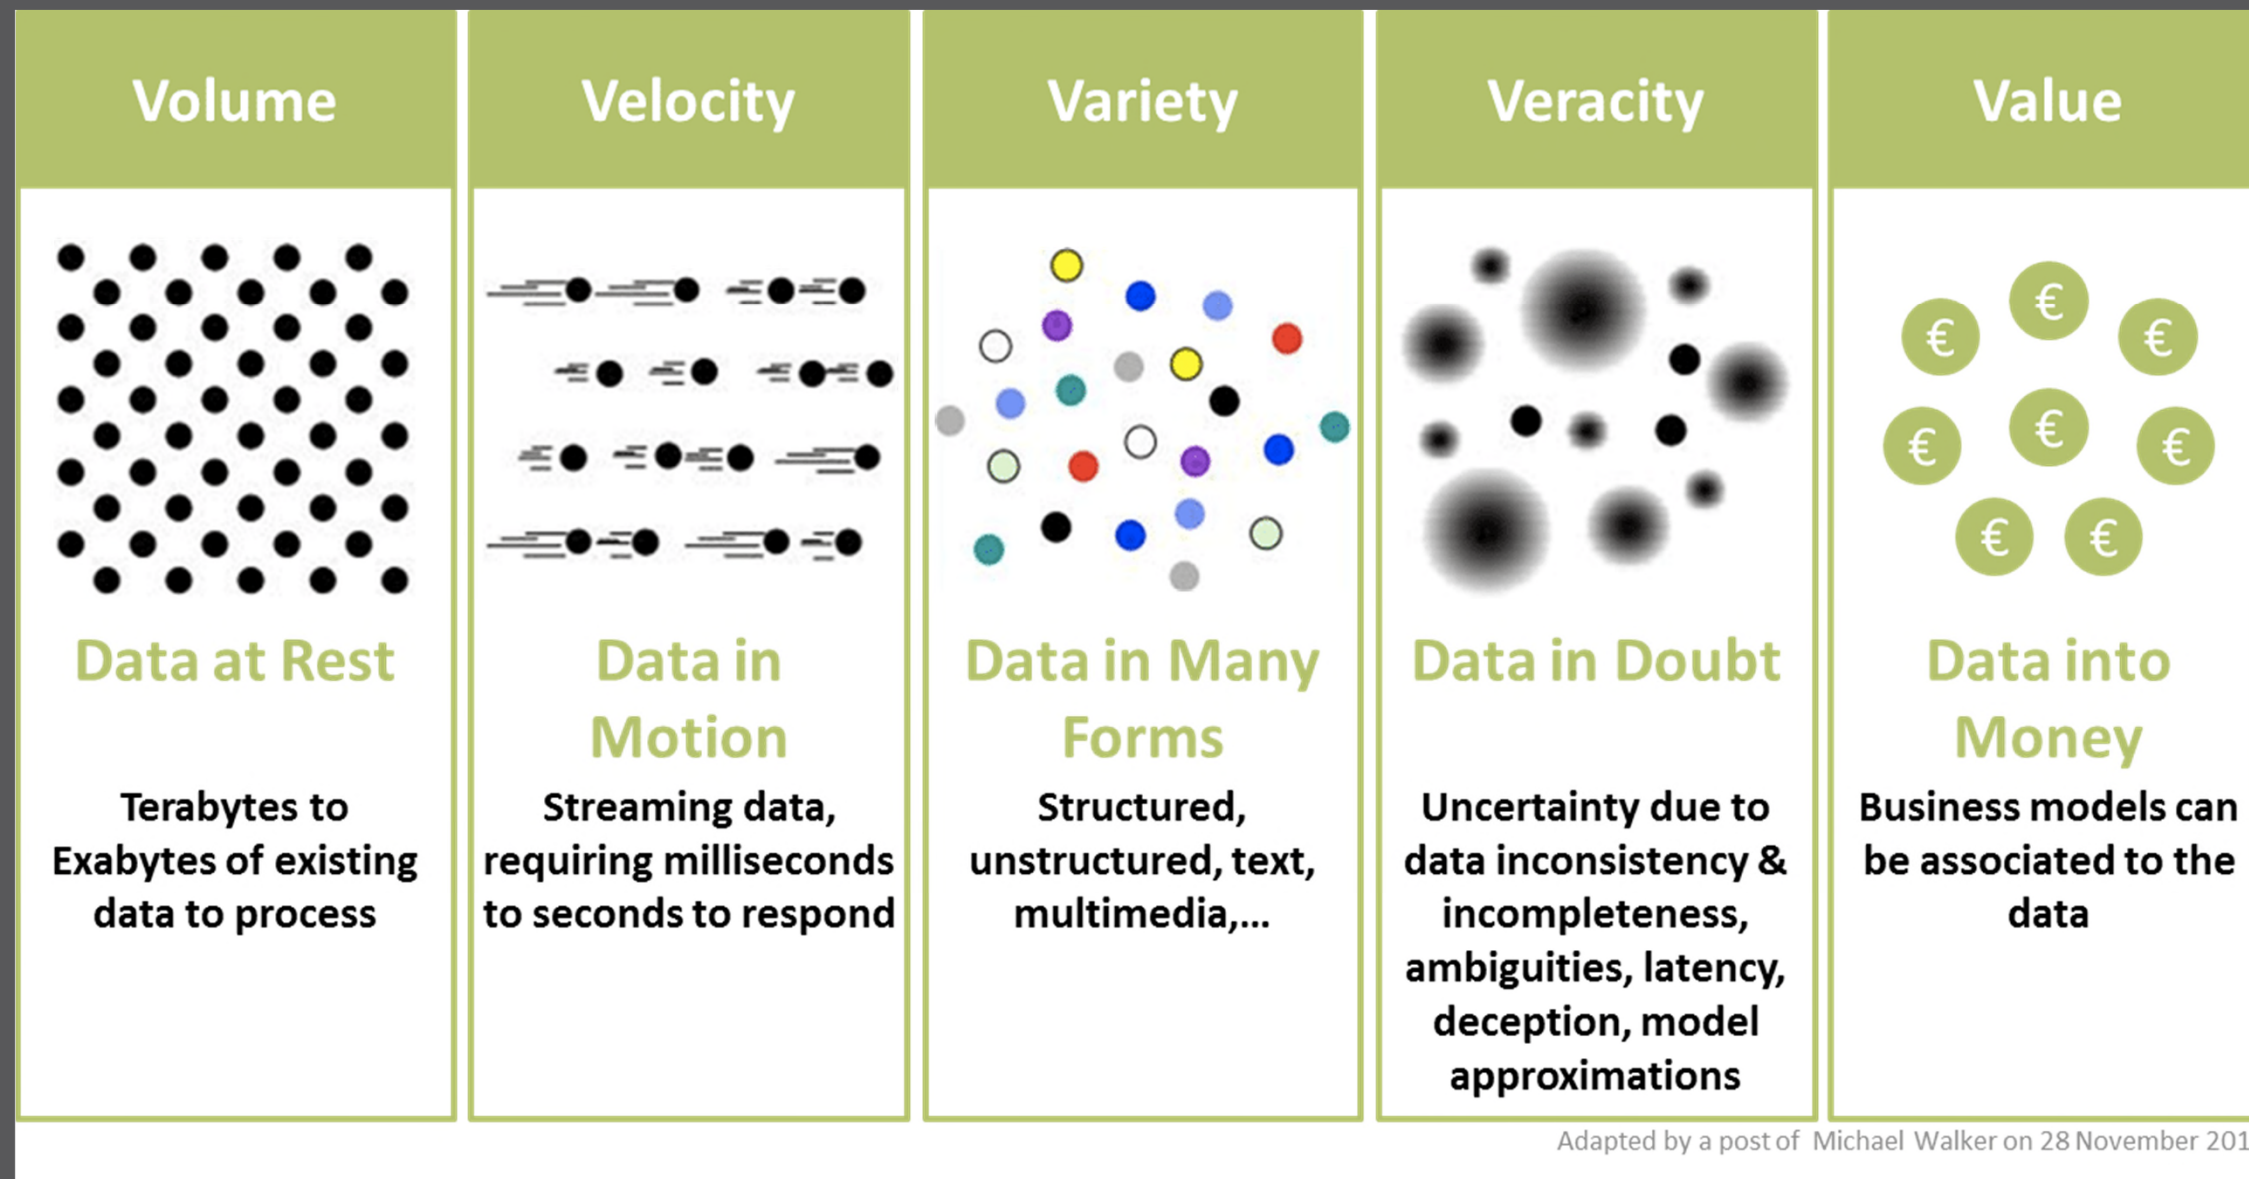 Volume
Velocity
Variety
Veracity
Value
€
€
€
€
€
€
€
€
Data at Rest
Terabytes to
Exabytes of existing
data to process
Data in
Motion
Streaming data,
requiring milliseconds
to seconds to respond
Data in Many
Forms
Structured,
unstructured, text,
multimedia,...
Data in Doubt
Uncertainty due to
data inconsistency &
incompleteness,
ambiguities, latency,
deception, model
approximations
Data into
Money
Business models can
be associated to the
data
Adapted by a post of Michael Walker on 28 November 201